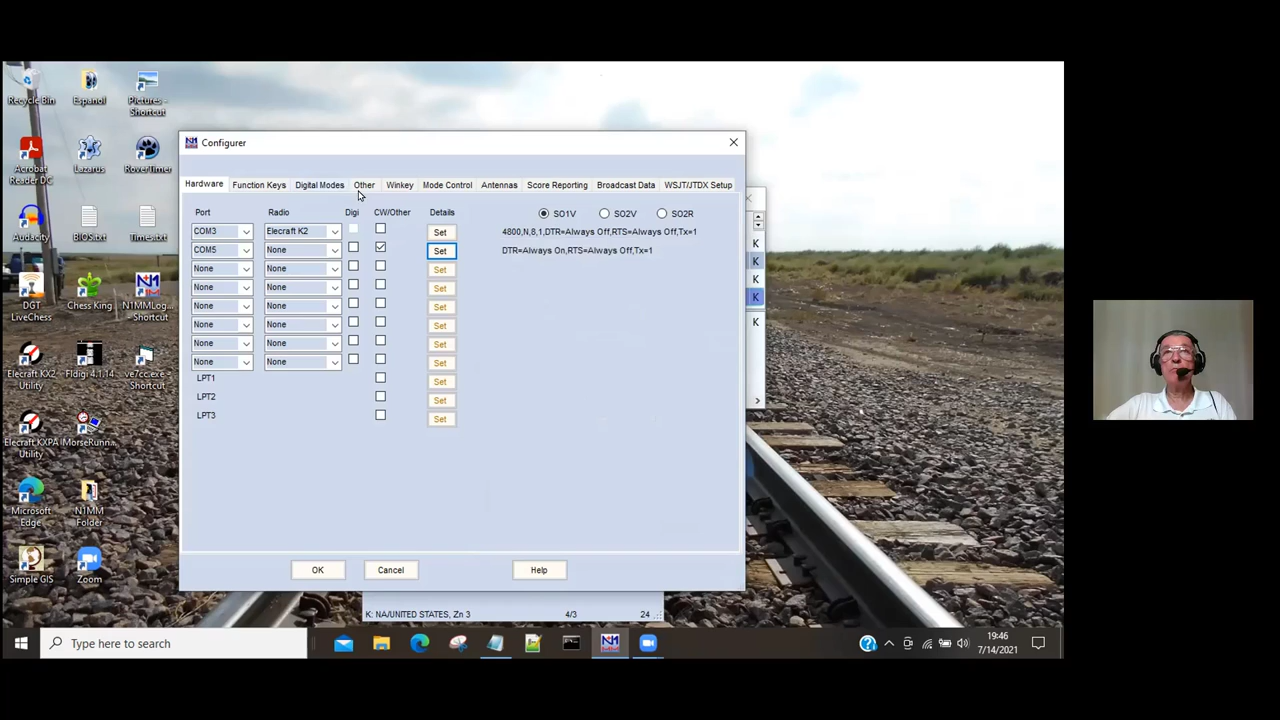 Recycle Bin
Espanol
Pictures -
Shortcut
Acrobat
Reader DC
Lazarus
RoverTimer
Audacity
BIOS.txt
Times.txt
DGT
LiveChess
Chess King
N1MMLog...
- Shortcut
Elecraft KX2
Utility
Fldigi 4.1.14
ve7cc.exe -
Shortcut
Elecraft KXPA
Utility
MorseRunn...
Microsoft
Edge
N1MM
Folder
Simple GIS
Zoom
Configurer
Hardware Function Keys Digital Modes Other Winkey Mode Control Antennas Score Reporting Broadcast Data WSJT/JTDX Setup
Port Radio Digi CW/Other Details SO1V SO2V SO2R
COM3 Elecraft K2 Set 4800,N,8,1,DTR=Always Off,RTS=Always Off,Tx=1
COM5 None Set DTR=Always On,RTS=Always Off,Tx=1
None None Set
None None Set
None None Set
None None Set
None None Set
None None Set
LPT1 Set
LPT2 Set
LPT3 Set
OK Cancel Help
K
K
K
K
K
K: NA/UNITED STATES, Zn 3 4/3 24
Type here to search
19:46
7/14/2021